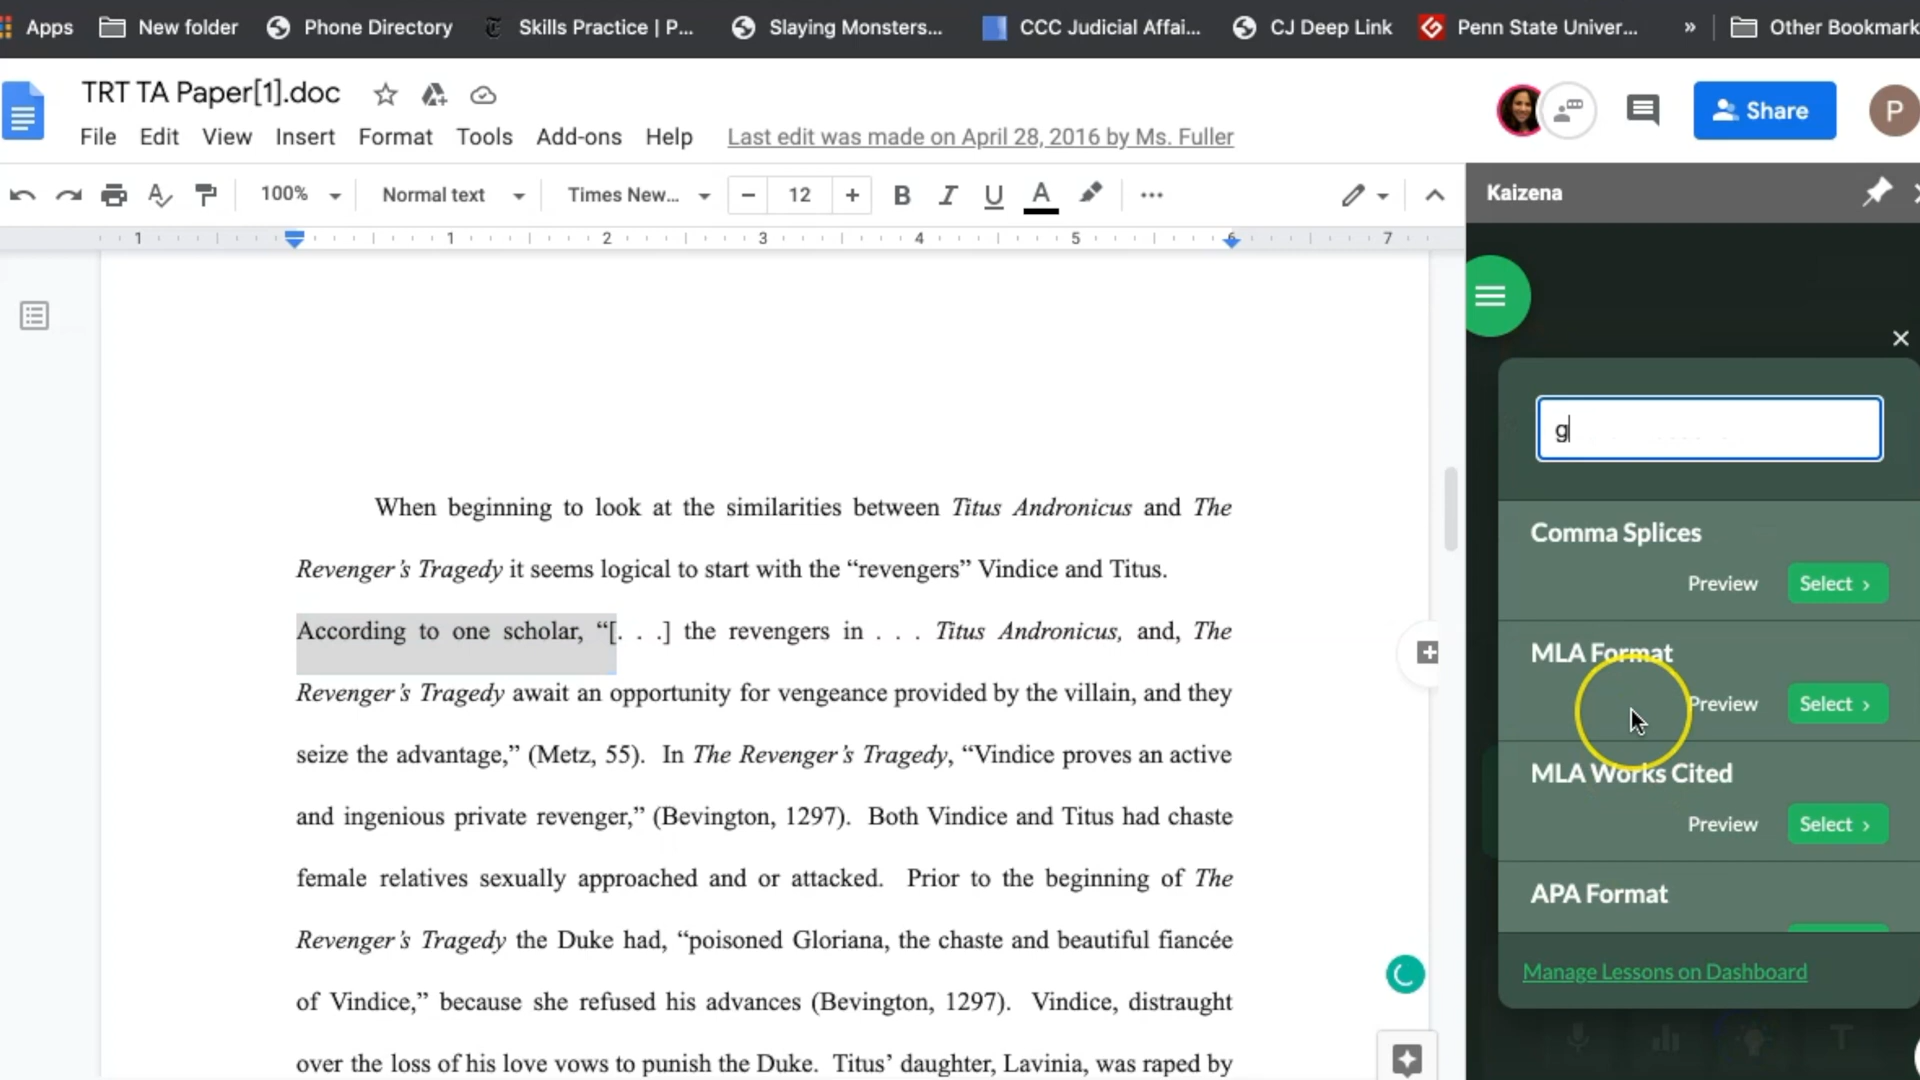 Apps New folder Phone Directory Skills Practice | P... Slaying Monsters... CCC Judicial Affai... CJ Deep Link Penn State Univer... » Other Bookmark
TRT TA Paper[1].doc
File Edit View Insert Format Tools Add-ons Help Last edit was made on April 28, 2016 by Ms. Fuller
Share
P
100% Normal text Times New... 12 B I U A
1 1 2 3 4 5 6 7
When beginning to look at the similarities between Titus Andronicus and The
Revenger’s Tragedy it seems logical to start with the “revengers” Vindice and Titus.
According to one scholar, “[. . .] the revengers in . . . Titus Andronicus, and, The
Revenger’s Tragedy await an opportunity for vengeance provided by the villain, and they
seize the advantage,” (Metz, 55). In The Revenger’s Tragedy, “Vindice proves an active
and ingenious private revenger,” (Bevington, 1297). Both Vindice and Titus had chaste
female relatives sexually approached and or attacked. Prior to the beginning of The
Revenger’s Tragedy the Duke had, “poisoned Gloriana, the chaste and beautiful fiancée
of Vindice,” because she refused his advances (Bevington, 1297). Vindice, distraught
over the loss of his love vows to punish the Duke. Titus’ daughter, Lavinia, was raped by
Kaizena
g
Comma Splices
Preview Select ›
MLA Format
Preview Select ›
MLA Works Cited
Preview Select ›
APA Format
Manage Lessons on Dashboard
T